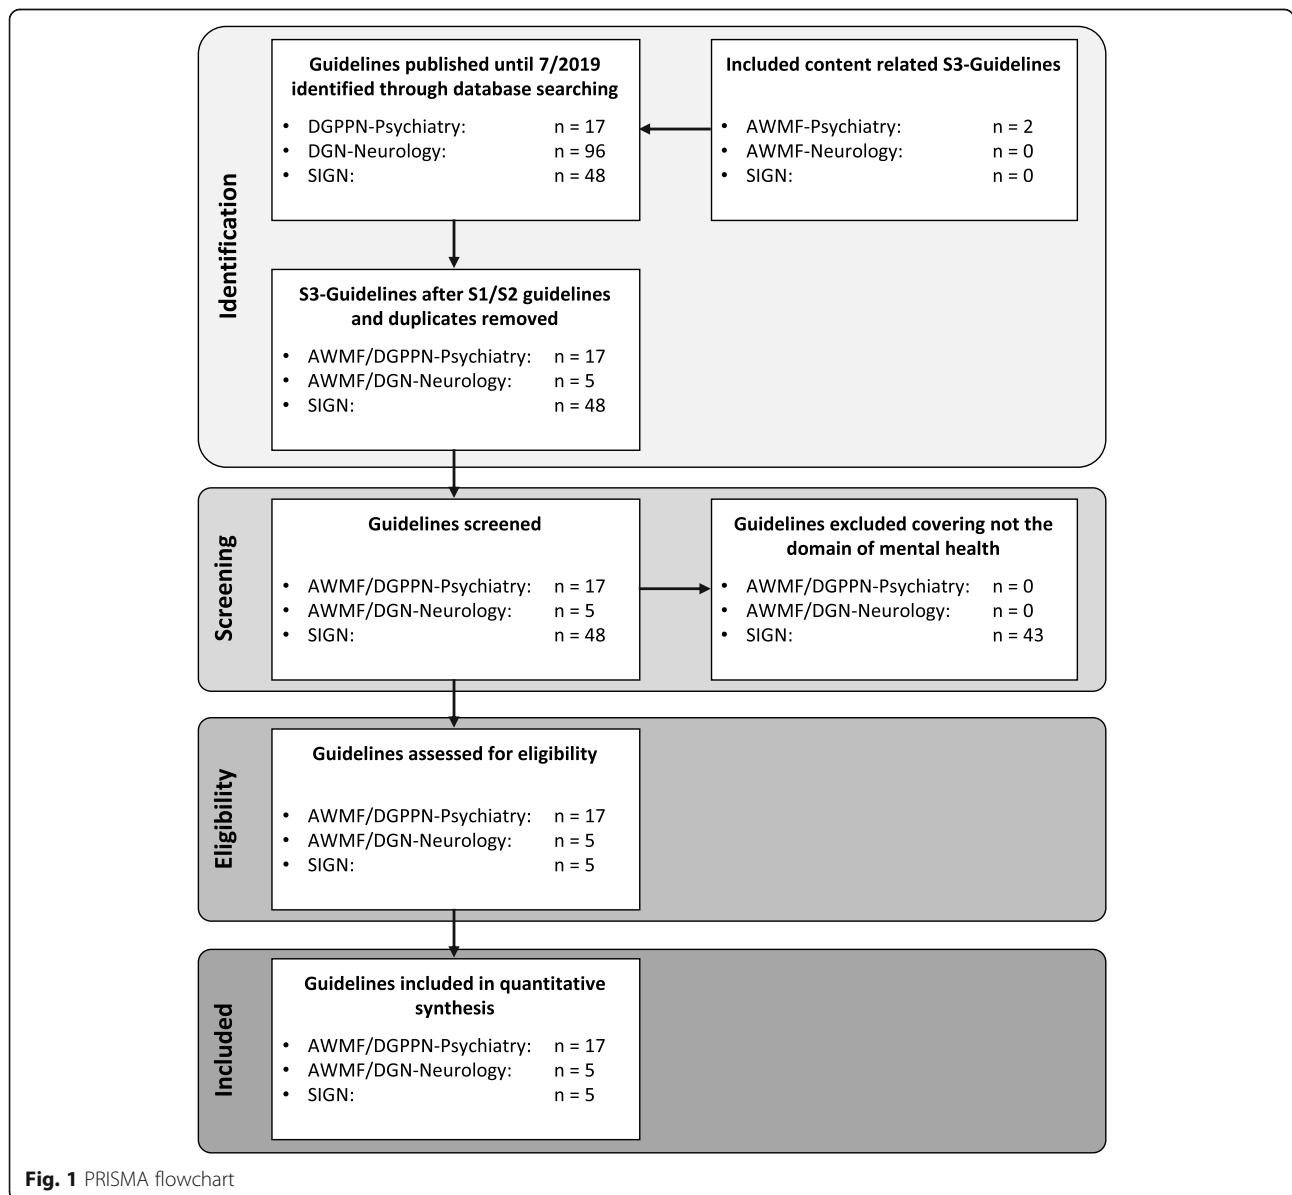 Identification
Guidelines published until 7/2019
identified through database searching
• DGPPN-Psychiatry: n = 17
• DGN-Neurology: n = 96
• SIGN: n = 48
Included content related S3-Guidelines
• AWMF-Psychiatry: n = 2
• AWMF-Neurology: n = 0
• SIGN: n = 0
S3-Guidelines after S1/S2 guidelines
and duplicates removed
• AWMF/DGPPN-Psychiatry: n = 17
• AWMF/DGN-Neurology: n = 5
• SIGN: n = 48
Screening
Guidelines screened
• AWMF/DGPPN-Psychiatry: n = 17
• AWMF/DGN-Neurology: n = 5
• SIGN: n = 48
Guidelines excluded covering not the
domain of mental health
• AWMF/DGPPN-Psychiatry: n = 0
• AWMF/DGN-Neurology: n = 0
• SIGN: n = 43
Eligibility
Guidelines assessed for eligibility
• AWMF/DGPPN-Psychiatry: n = 17
• AWMF/DGN-Neurology: n = 5
• SIGN: n = 5
Included
Guidelines included in quantitative
synthesis
• AWMF/DGPPN-Psychiatry: n = 17
• AWMF/DGN-Neurology: n = 5
• SIGN: n = 5
Fig. 1 PRISMA flowchart